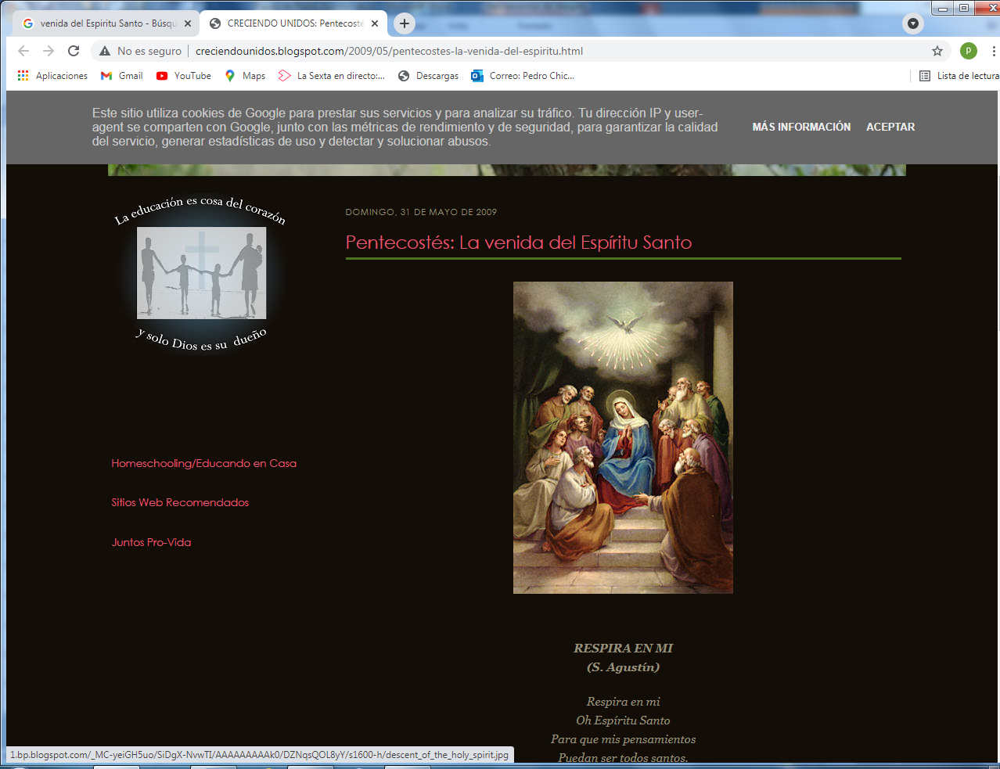 venida del Espiritu Santo - Búsqu
CRECIENDO UNIDOS: Pentecosté
No es seguro
creciendounidos.blogspot.com/2009/05/pentecostes-la-venida-del-espiritu.html
P
Aplicaciones
Gmail
YouTube
Maps
La Sexta en directo:...
Descargas
Correo: Pedro Chic...
Lista de lectura
Este sitio utiliza cookies de Google para prestar sus servicios y para analizar su tráfico. Tu dirección IP y user-
agent se comparten con Google, junto con las métricas de rendimiento y de seguridad, para garantizar la calidad
del servicio, generar estadísticas de uso y detectar y solucionar abusos.
MÁS INFORMACIÓN
ACEPTAR
La educación es cosa del corazón
y solo Dios es su dueño
Homeschooling/Educando en Casa
Sitios Web Recomendados
Juntos Pro-Vida
DOMINGO, 31 DE MAYO DE 2009
Pentecostés: La venida del Espíritu Santo
RESPIRA EN MI
(S. Agustín)
Respira en mi
Oh Espíritu Santo
Para que mis pensamientos
Puedan ser todos santos.
1.bp.blogspot.com/_MC-yeiGH5uo/SiDgX-NvwTI/AAAAAAAAAk0/DZNqsQOL8yY/s1600-h/descent_of_the_holy_spirit.jpg